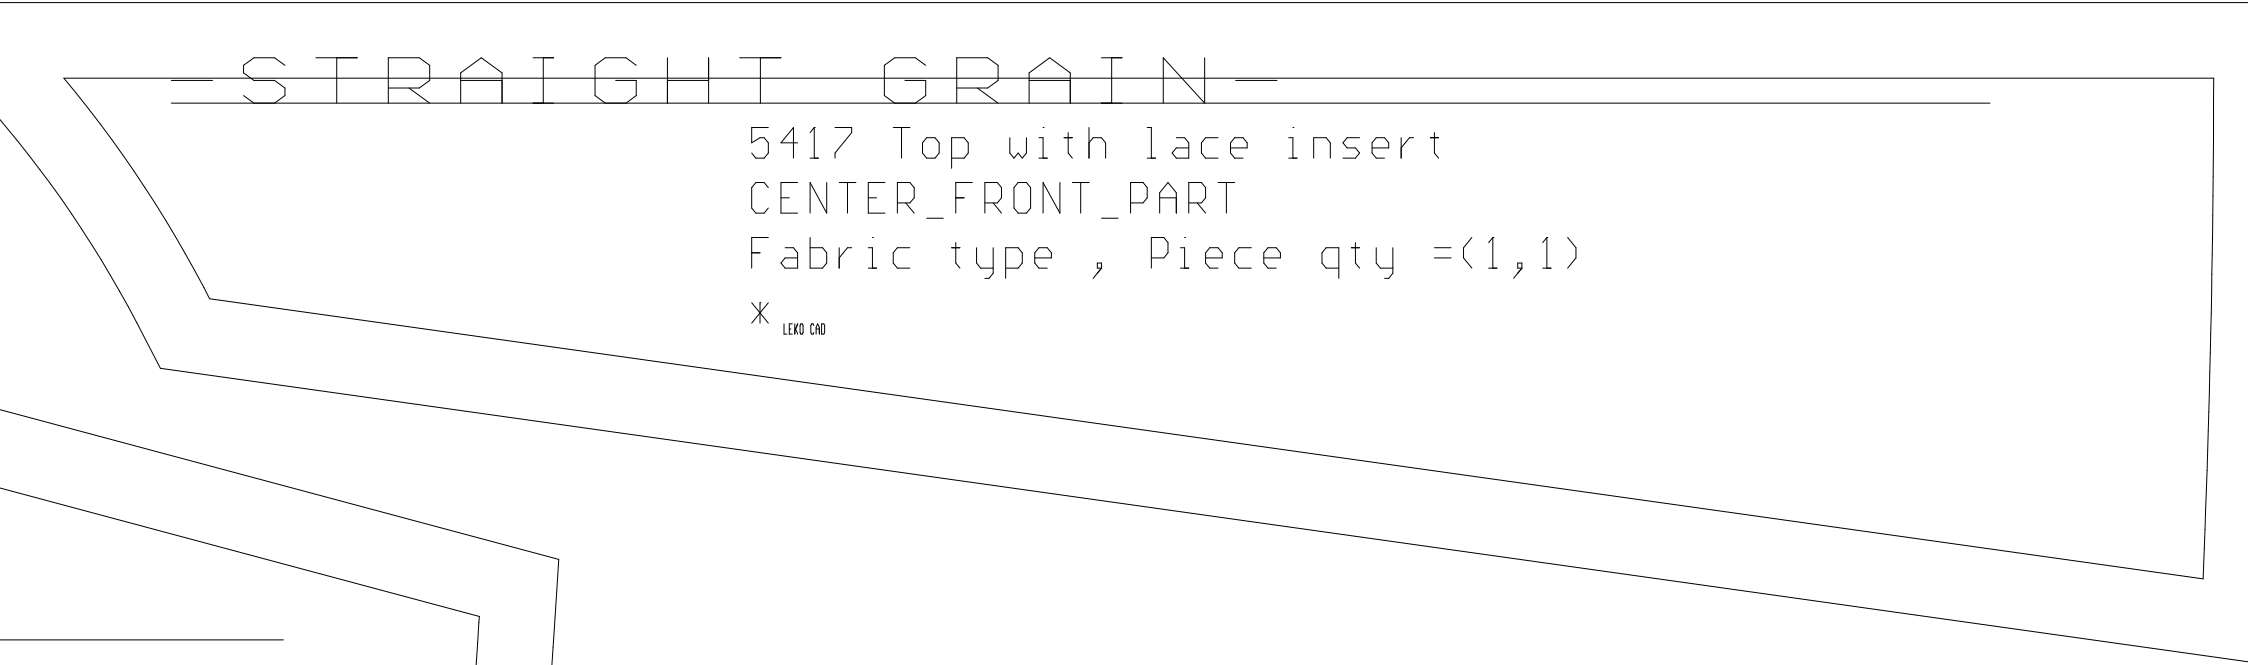 -STRAIGHT GRAIN-
5417 Top with lace insert
CENTER_FRONT_PART
Fabric type , Piece qty =(1,1)
* LEKO CAD